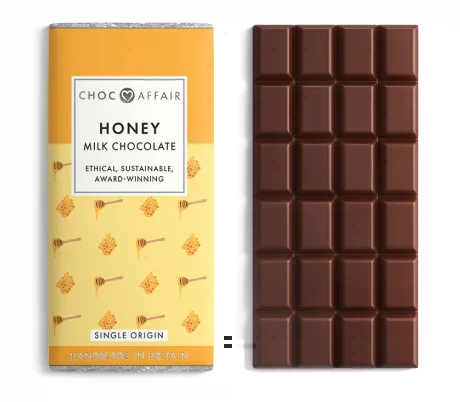 CHOC AFFAIR
HONEY
MILK CHOCOLATE
ETHICAL, SUSTAINABLE,
AWARD-WINNING
SINGLE ORIGIN
HANDMADE IN BRITAIN
=